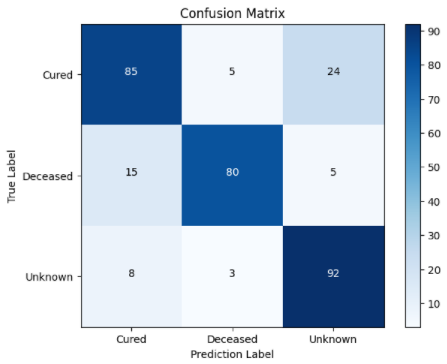 Confusion Matrix
90
Cured 85 5 24
80
70
60
True Label
Deceased 15 80 5
50
40
30
Unknown 8 3 92
20
10
Cured Deceased Unknown
Prediction Label